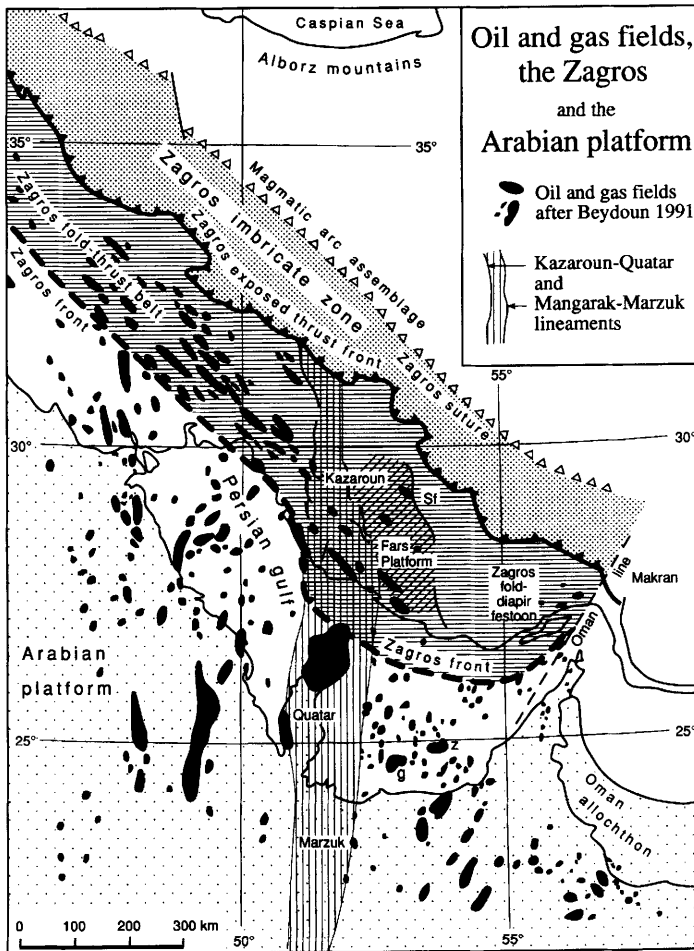 Caspian Sea
Alborz mountains
Oil and gas fields,
the Zagros
and the
Arabian platform
Oil and gas fields
after Beydoun 1991
Kazaroun-Quatar
and
Mangarak-Marzuk
lineaments
35°
35°
Magmatic arc assemblage
Zagros imbricate zone
Zagros exposed thrust front
Zagros suture
Zagros fold-thrust belt
Zagros front
55°
30°
30°
Persian gulf
Kazaroun
Sf
Fars
Platform
Zagros
fold-
diapir
festoon
line
Makran
Oman
Zagros front
Arabian
platform
Quatar
25°
25°
z
g
Oman
allochthon
Marzuk
0 100 200 300 km
50°
55°